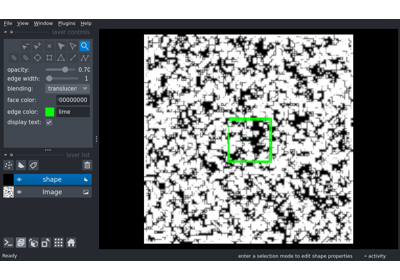 File View Window Plugins Help
layer controls
opacity: 0.70
edge width: 1
blending: translucen
face color: 00000000
edge color: lime
display text:
layer list
shape
Image
Ready enter a selection mode to edit shape properties activity